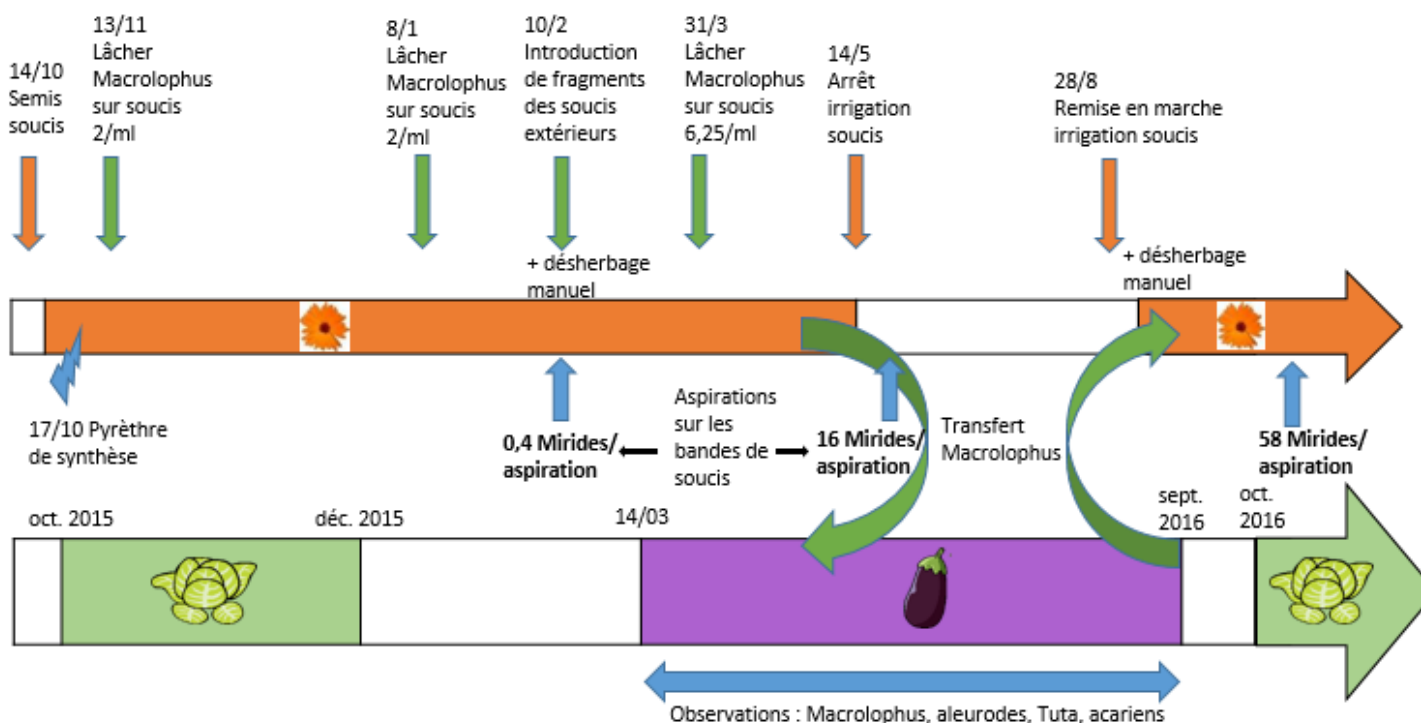 14/10
Semis
soucis
13/11
Lâcher
Macrolophus
sur soucis
2/ml
8/1
Lâcher
Macrolophus
sur soucis
2/ml
10/2
Introduction
de fragments
des soucis
extérieurs
31/3
Lâcher
Macrolophus
sur soucis
6,25/ml
14/5
Arrêt
irrigation
soucis
28/8
Remise en marche
irrigation soucis
+ désherbage
manuel
+ désherbage
manuel
17/10 Pyrèthre
de synthèse
0,4 Mirides/
aspiration
Aspirations
sur les
bandes de
soucis
16 Mirides/
aspiration
Transfert
Macrolophus
58 Mirides/
aspiration
oct. 2015
déc. 2015
14/03
sept.
2016
oct.
2016
Observations : Macrolophus, aleurodes, Tuta, acariens